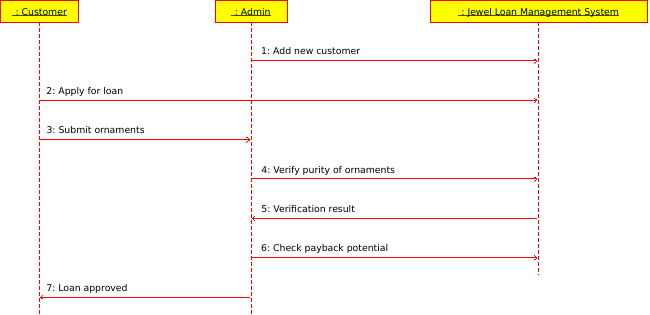 : Customer
: Admin
: Jewel Loan Management System
1: Add new customer
2: Apply for loan
3: Submit ornaments
4: Verify purity of ornaments
5: Verification result
6: Check payback potential
7: Loan approved